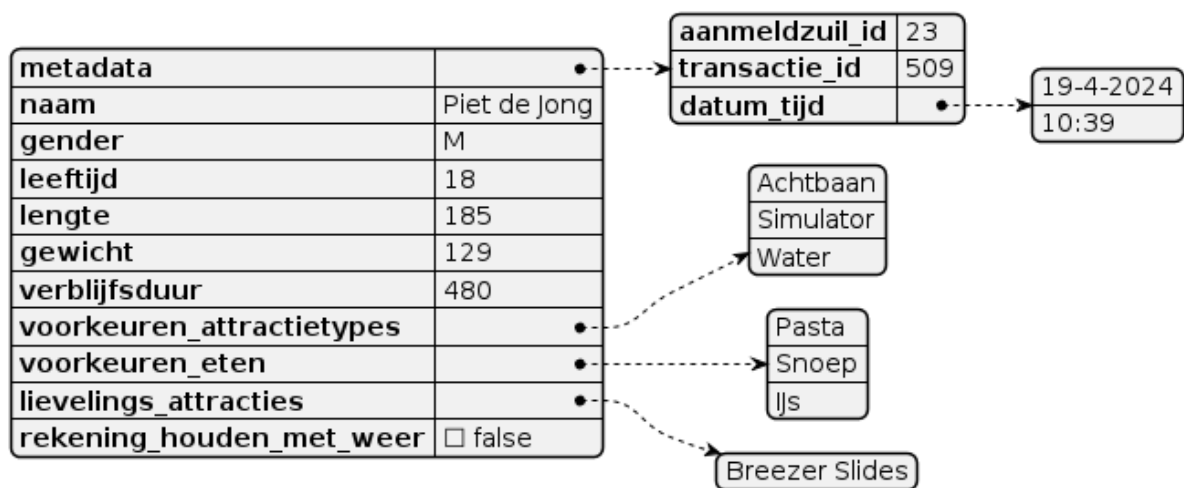 metadata
naam Piet de Jong
gender M
leeftijd 18
lengte 185
gewicht 129
verblijfsduur 480
voorkeuren_attractietypes
voorkeuren_eten
lievelings_attracties
rekening_houden_met_weer ☐ false
aanmeldzuil_id 23
transactie_id 509
datum_tijd
19-4-2024
10:39
Achtbaan
Simulator
Water
Pasta
Snoep
IJs
Breezer Slides